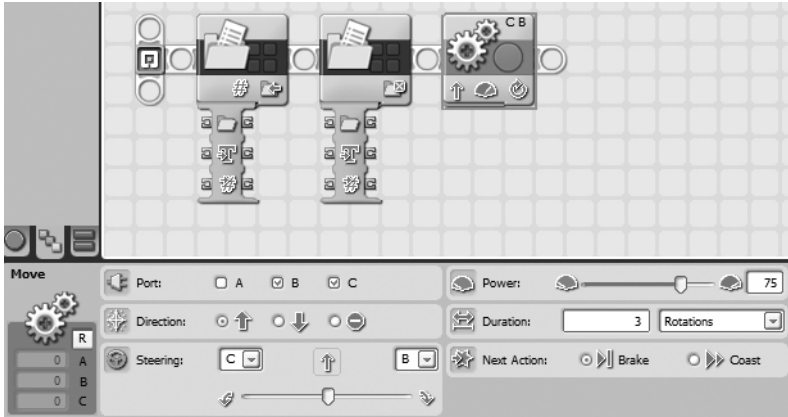 C B
#
T
#
T
#
Move
Port: A B C Power: 75
R
Direction: Duration: 3 Rotations
0 A Steering: C B Next Action: Brake Coast
0 B
0 C